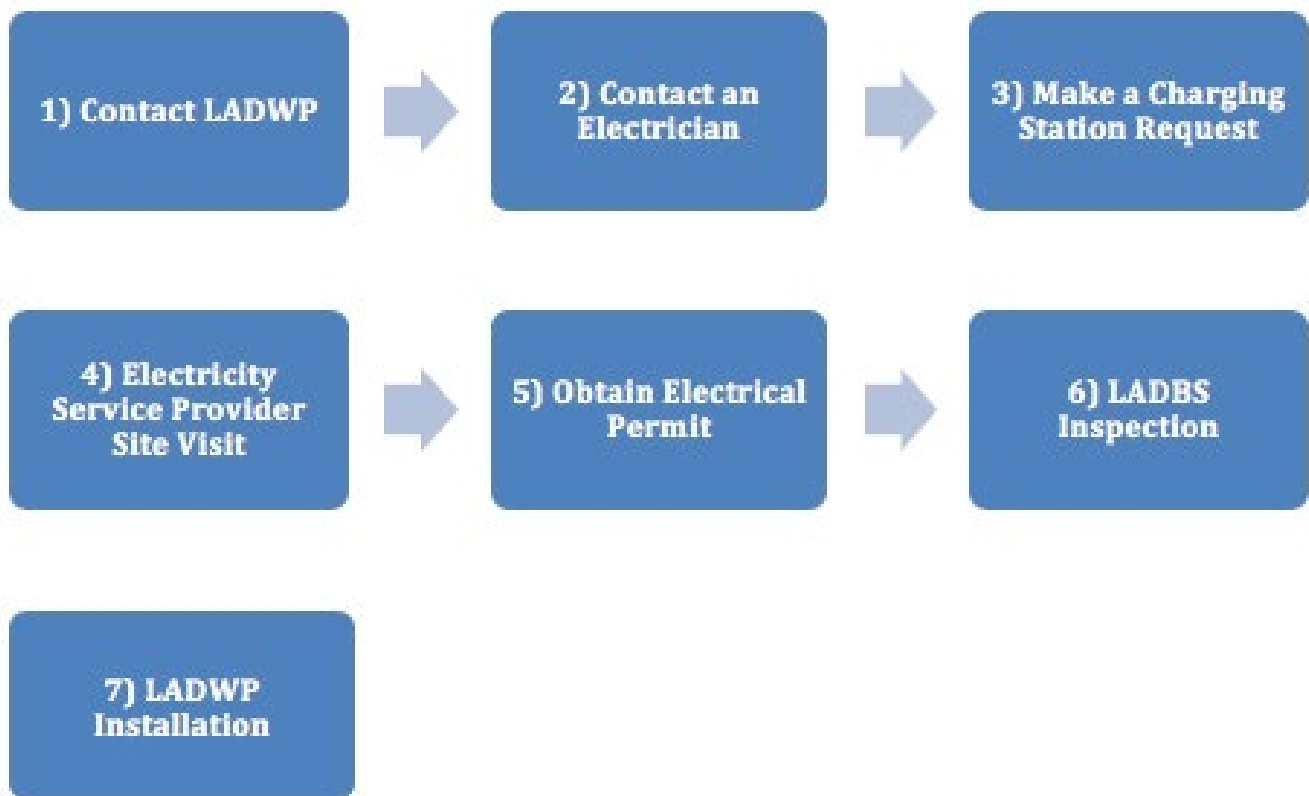 1) Contact LADWP
2) Contact an
Electrician
3) Make a Charging
Station Request
4) Electricity
Service Provider
Site Visit
5) Obtain Electrical
Permit
6) LADBS
Inspection
7) LADWP
Installation